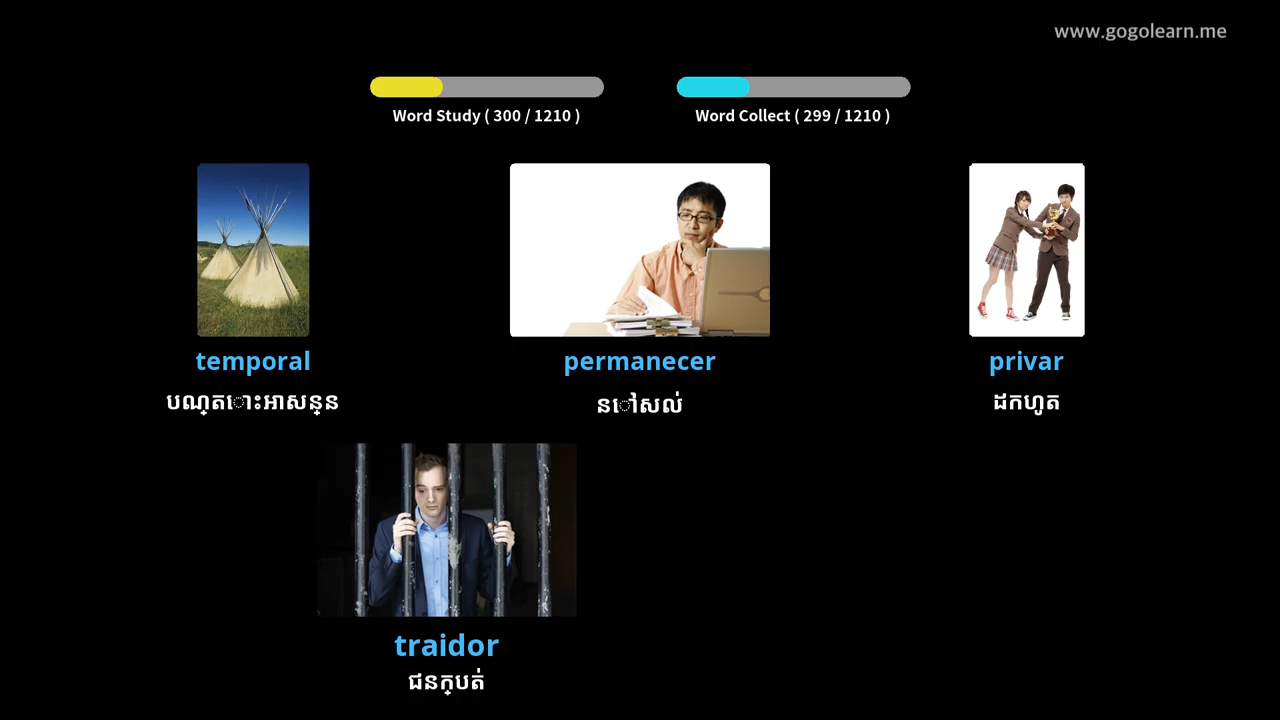 www.gogolearn.me
Word Study ( 300 / 1210 )
Word Collect ( 299 / 1210 )
temporal
permanecer
privar
បណ្តោះអាសន្ន
នៅសល់
ដកហូត
traidor
ជនក្បត់